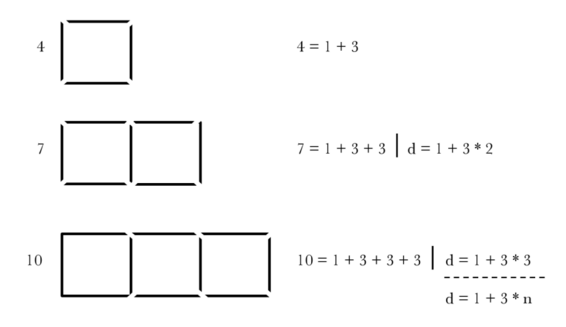 4 4 = 1 + 3
7 7 = 1 + 3 + 3 | d = 1 + 3 * 2
10 10 = 1 + 3 + 3 + 3 | d = 1 + 3 * 3
d = 1 + 3 * n